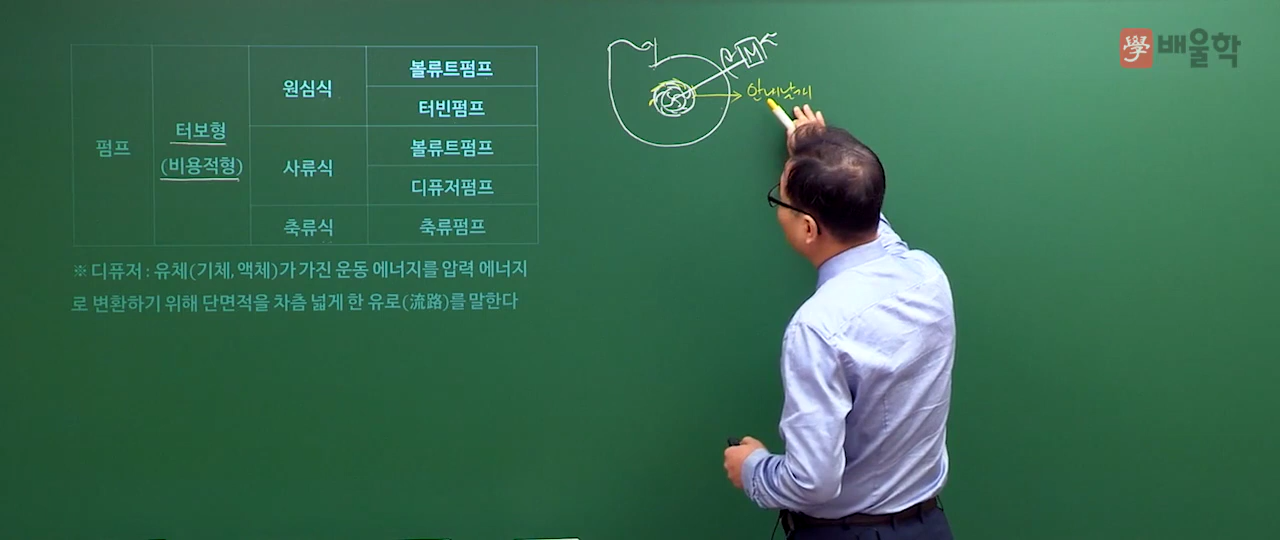 펌프
터보형
(비용적형)
원심식
볼류트펌프
터빈펌프
사류식
볼류트펌프
디퓨저펌프
축류식
축류펌프
※ 디퓨저 : 유체(기체, 액체)가 가진 운동 에너지를 압력 에너지
로 변환하기 위해 단면적을 차츰 넓게 한 유로(流路)를 말한다
M
안내날개
學 배울학